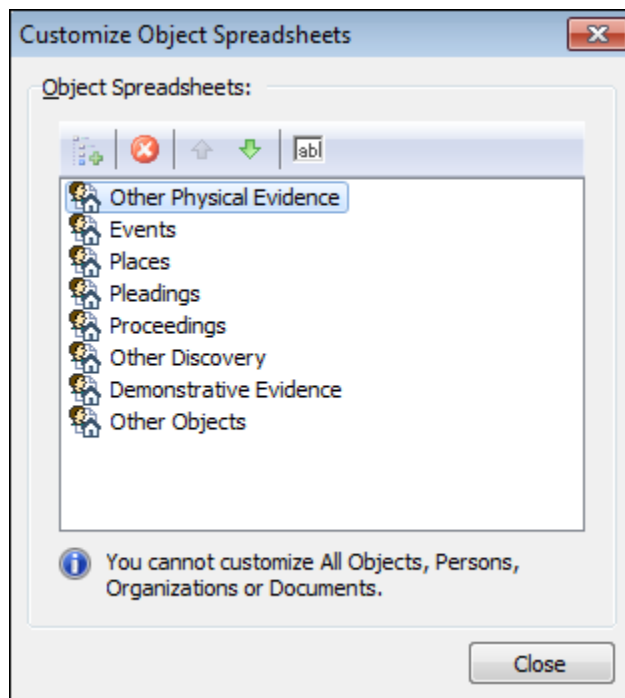 Customize Object Spreadsheets
Object Spreadsheets:
abl
Other Physical Evidence
Events
Places
Pleadings
Proceedings
Other Discovery
Demonstrative Evidence
Other Objects
You cannot customize All Objects, Persons,
Organizations or Documents.
Close